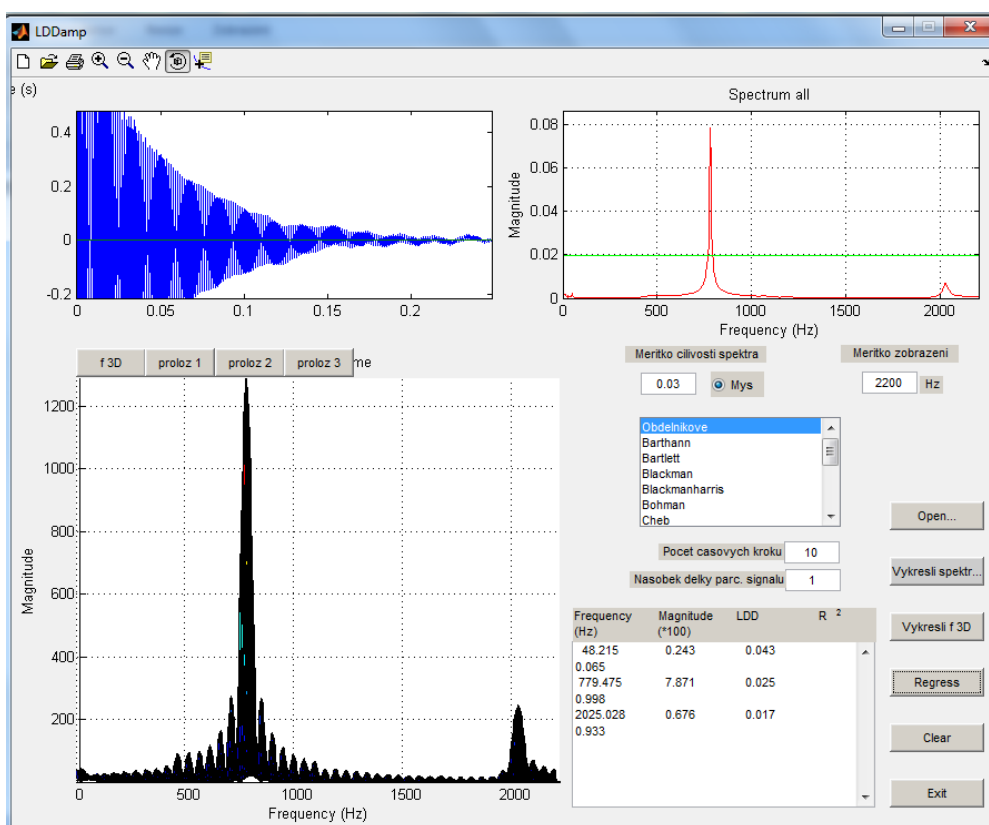 LDDamp
e (s)
0.4
0.2
0
-0.2
0
0.05
0.1
0.15
0.2
Spectrum all
0.08
0.06
0.04
0.02
0
Magnitude
0
500
1000
1500
2000
Frequency (Hz)
f 3D
proloz 1
proloz 2
proloz 3
me
1200
1000
800
600
400
200
Magnitude
0
500
1000
1500
2000
Frequency (Hz)
Meritko cilivosti spektra
Meritko zobrazeni
0.03
Mys
2200 Hz
Obdelnikove
Barthann
Bartlett
Blackman
Blackmanharris
Bohman
Cheb
Pocet casovych kroku 10
Nasobek delky parc. signalu 1
Frequency Magnitude LDD R 2
(Hz) (*100)
48.215 0.243 0.043
0.065
779.475 7.871 0.025
0.998
2025.028 0.676 0.017
0.933
Open...
Vykresli spektr...
Vykresli f 3D
Regress
Clear
Exit